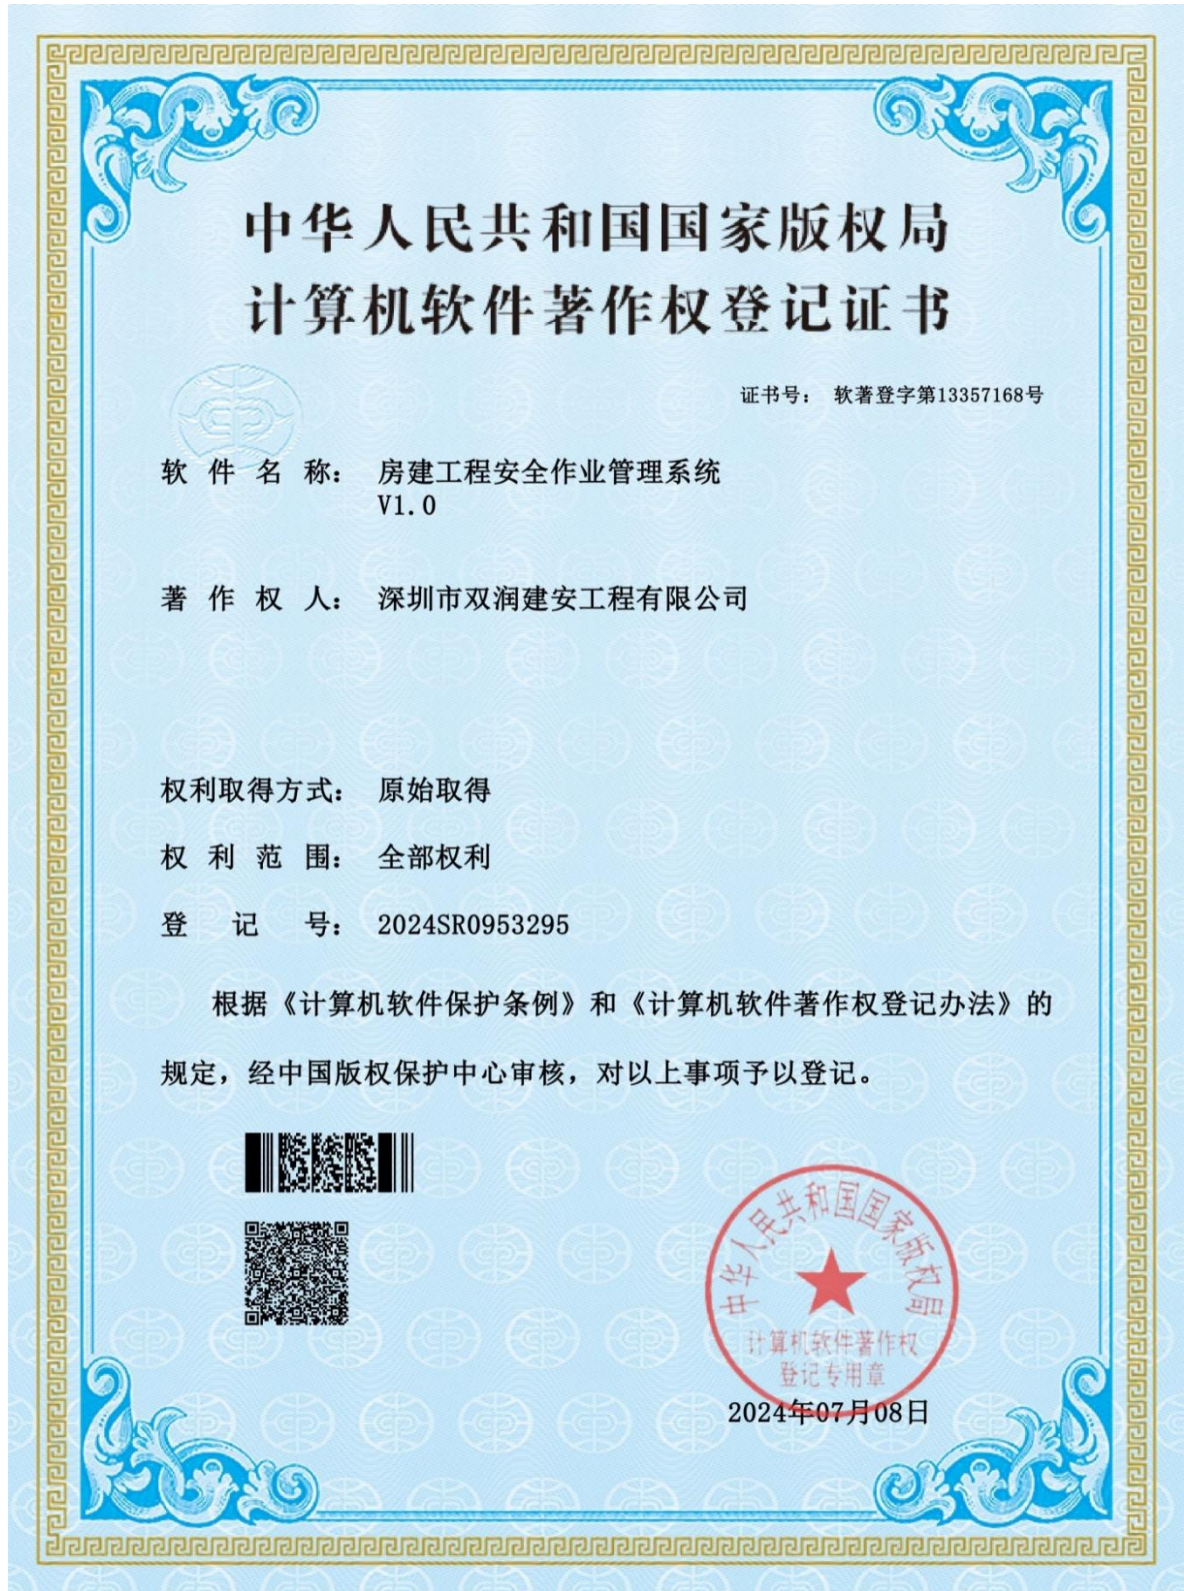 中华人民共和国国家版权局
计算机软件著作权登记证书
证书号： 软著登字第13357168号
软件名称： 房建工程安全作业管理系统
V1.0
著作权人： 深圳市双润建安工程有限公司
权利取得方式： 原始取得
权利范围： 全部权利
登记号： 2024SR0953295
根据《计算机软件保护条例》和《计算机软件著作权登记办法》的
规定，经中国版权保护中心审核，对以上事项予以登记。
中华人民共和国国家版权局
计算机软件著作权
登记专用章
2024年07月08日